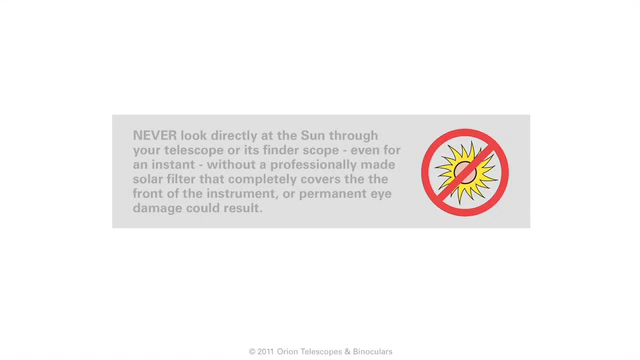 NEVER look directly at the Sun through
your telescope or its finder scope - even for
an instant - without a professionally made
solar filter that completely covers the the
front of the instrument, or permanent eye
damage could result.
© 2011 Orion Telescopes & Binoculars